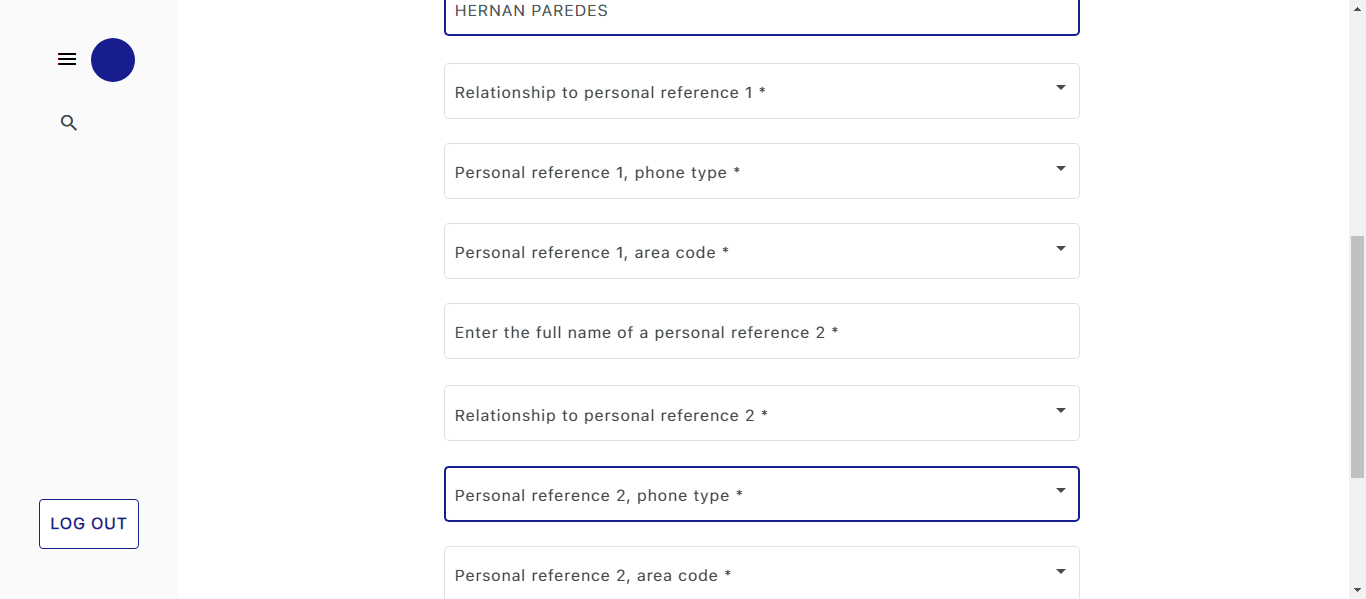 HERNAN PAREDES
Relationship to personal reference 1 *
Personal reference 1, phone type *
Personal reference 1, area code *
Enter the full name of a personal reference 2 *
Relationship to personal reference 2 *
Personal reference 2, phone type *
Personal reference 2, area code *
LOG OUT